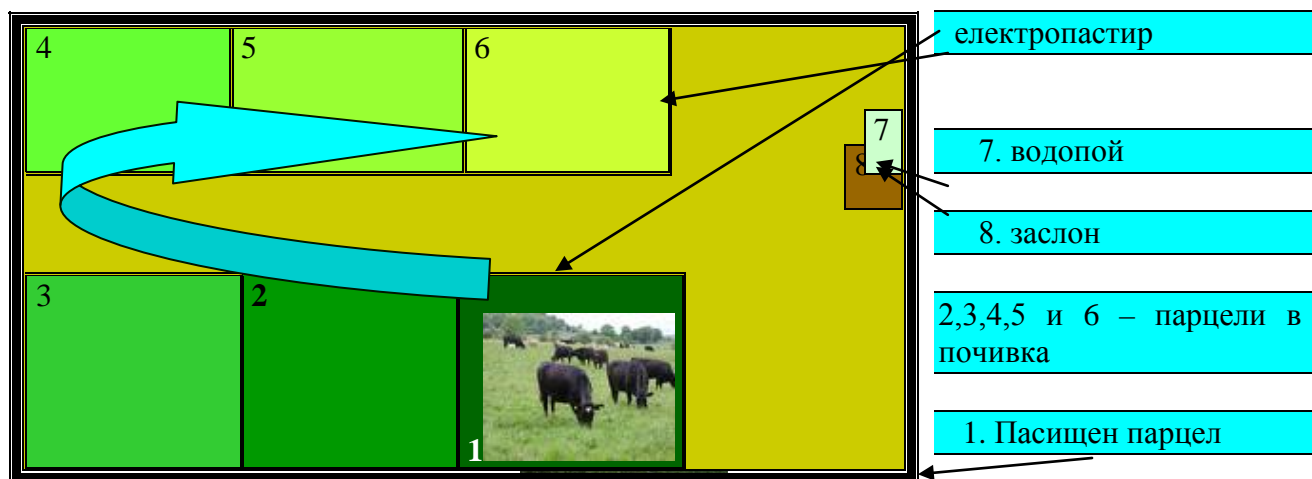 4
5
6
електропастир
7
7. водопой
8
8. заслон
3
2
2,3,4,5 и 6 – парцели в
почивка
1
1. Пасищен парцел